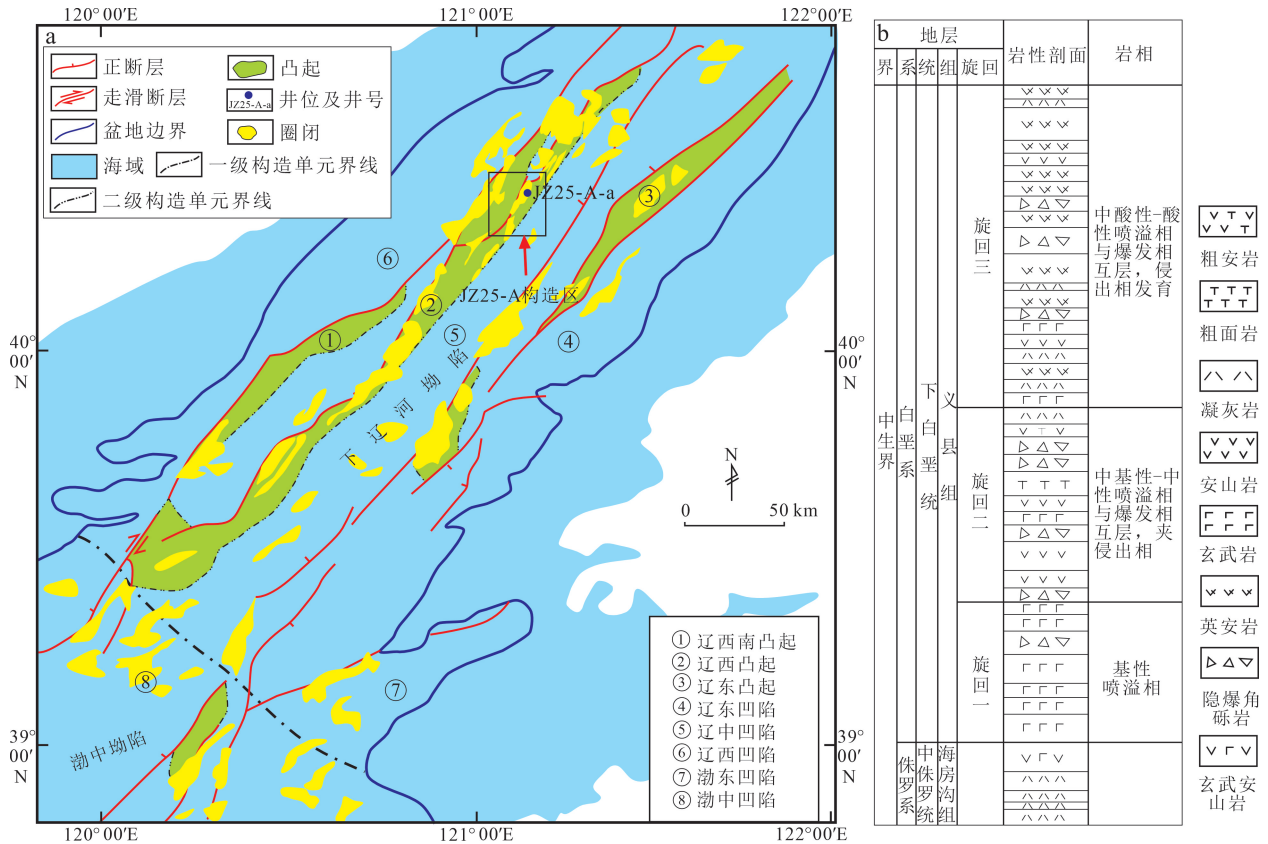 120°00′E
121°00′E
122°00′E
a
正断层
凸起
走滑断层
JZ25-A-a
井位及井号
盆地边界
圈闭
海域
一级构造单元界线
二级构造单元界线
JZ25-A-a
③
⑥
JZ25-A构造区
②
①
⑤
④
40°
00′
N
40°
00′
N
下辽河坳陷
N
0
50 km
⑧
⑦
渤中坳陷
39°
00′
N
39°
00′
N
① 辽西南凸起
② 辽西凸起
③ 辽东凸起
④ 辽东凹陷
⑤ 辽中凹陷
⑥ 辽西凹陷
⑦ 渤东凹陷
⑧ 渤中凹陷
120°00′E
121°00′E
122°00′E
b
地层
界
系
统
组
旋回
岩性剖面
岩相
中生界
白垩系
下白垩统
义县组
旋回三
中酸性–酸
性喷溢相
与爆发相
互层，侵
出相发育
旋回二
中基性–中
性喷溢相
与爆发相
互层，夹
侵出相
旋回一
基性
喷溢相
侏罗系
中侏罗统
海房沟组
粗安岩
粗面岩
凝灰岩
安山岩
玄武岩
英安岩
隐爆角
砾岩
玄武安
山岩